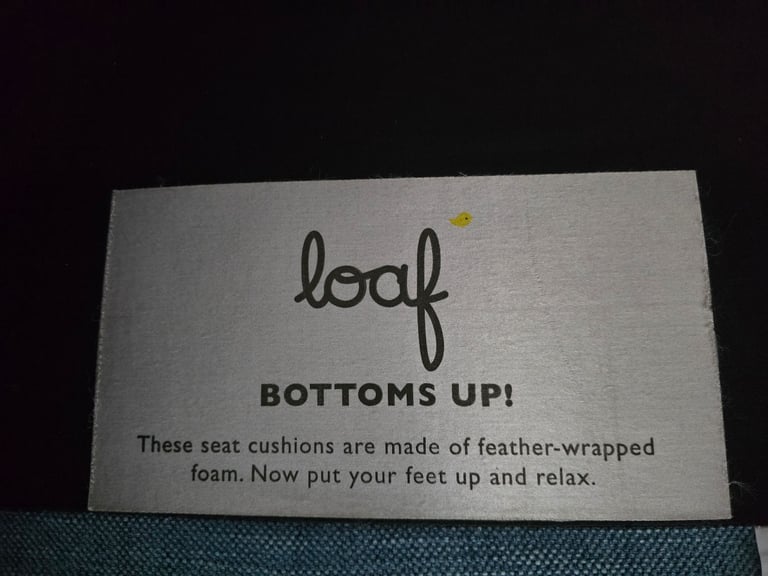 loaf
BOTTOMS UP!
These seat cushions are made of feather-wrapped
foam. Now put your feet up and relax.